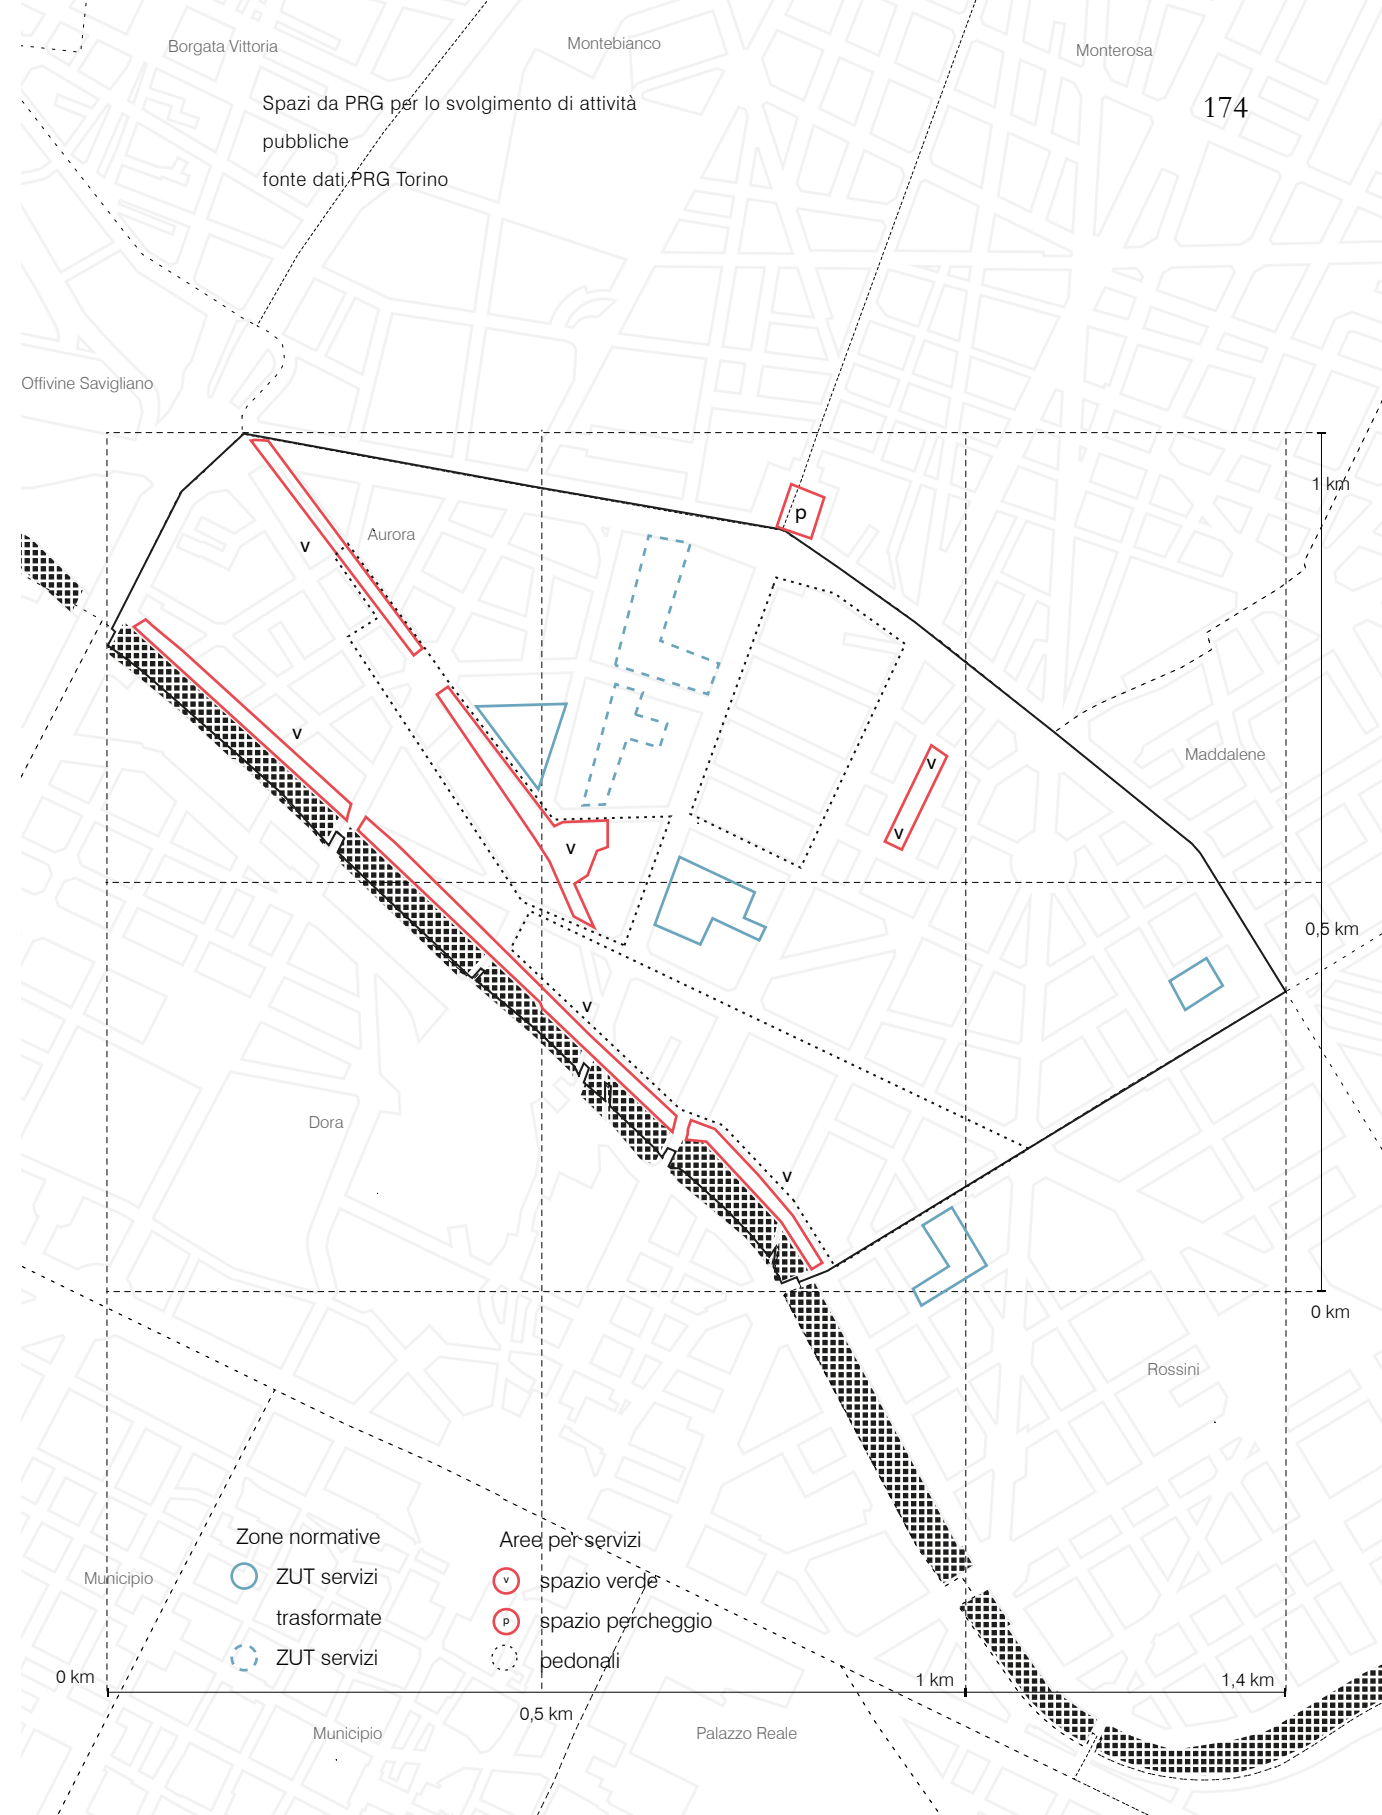 Borgata Vittoria
Montebianco
Monterosa
Spazi da PRG per lo svolgimento di attività
pubbliche
fonte dati PRG Torino
174
Offivine Savigliano
1 km
p
Aurora
v
v
Maddalene
v
v
v
0,5 km
v
Dora
v
0 km
Rossini
Zone normative
ZUT servizi
trasformate
ZUT servizi
Aree per servizi
v spazio verde
p spazio percheggio
pedonali
Municipio
0 km
0,5 km
1 km
1,4 km
Municipio
Palazzo Reale